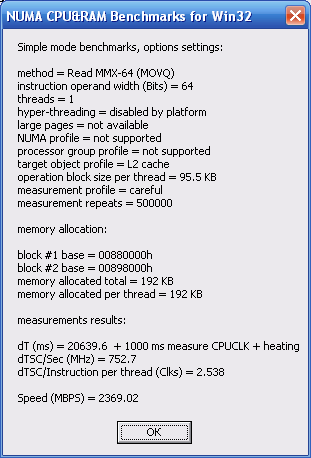 NUMA CPU&RAM Benchmarks for Win32
Simple mode benchmarks, options settings:
method = Read MMX-64 (MOVQ)
instruction operand width (Bits) = 64
threads = 1
hyper-threading = disabled by platform
large pages = not available
NUMA profile = not supported
processor group profile = not supported
target object profile = L2 cache
operation block size per thread = 95.5 KB
measurement profile = careful
measurement repeats = 500000
memory allocation:
block #1 base = 00880000h
block #2 base = 00898000h
memory allocated total = 192 KB
memory allocated per thread = 192 KB
measurements results:
dT (ms) = 20639.6 + 1000 ms measure CPUCLK + heating
dTSC/Sec (MHz) = 752.7
dTSC/Instruction per thread (Clks) = 2.538
Speed (MBPS) = 2369.02
OK